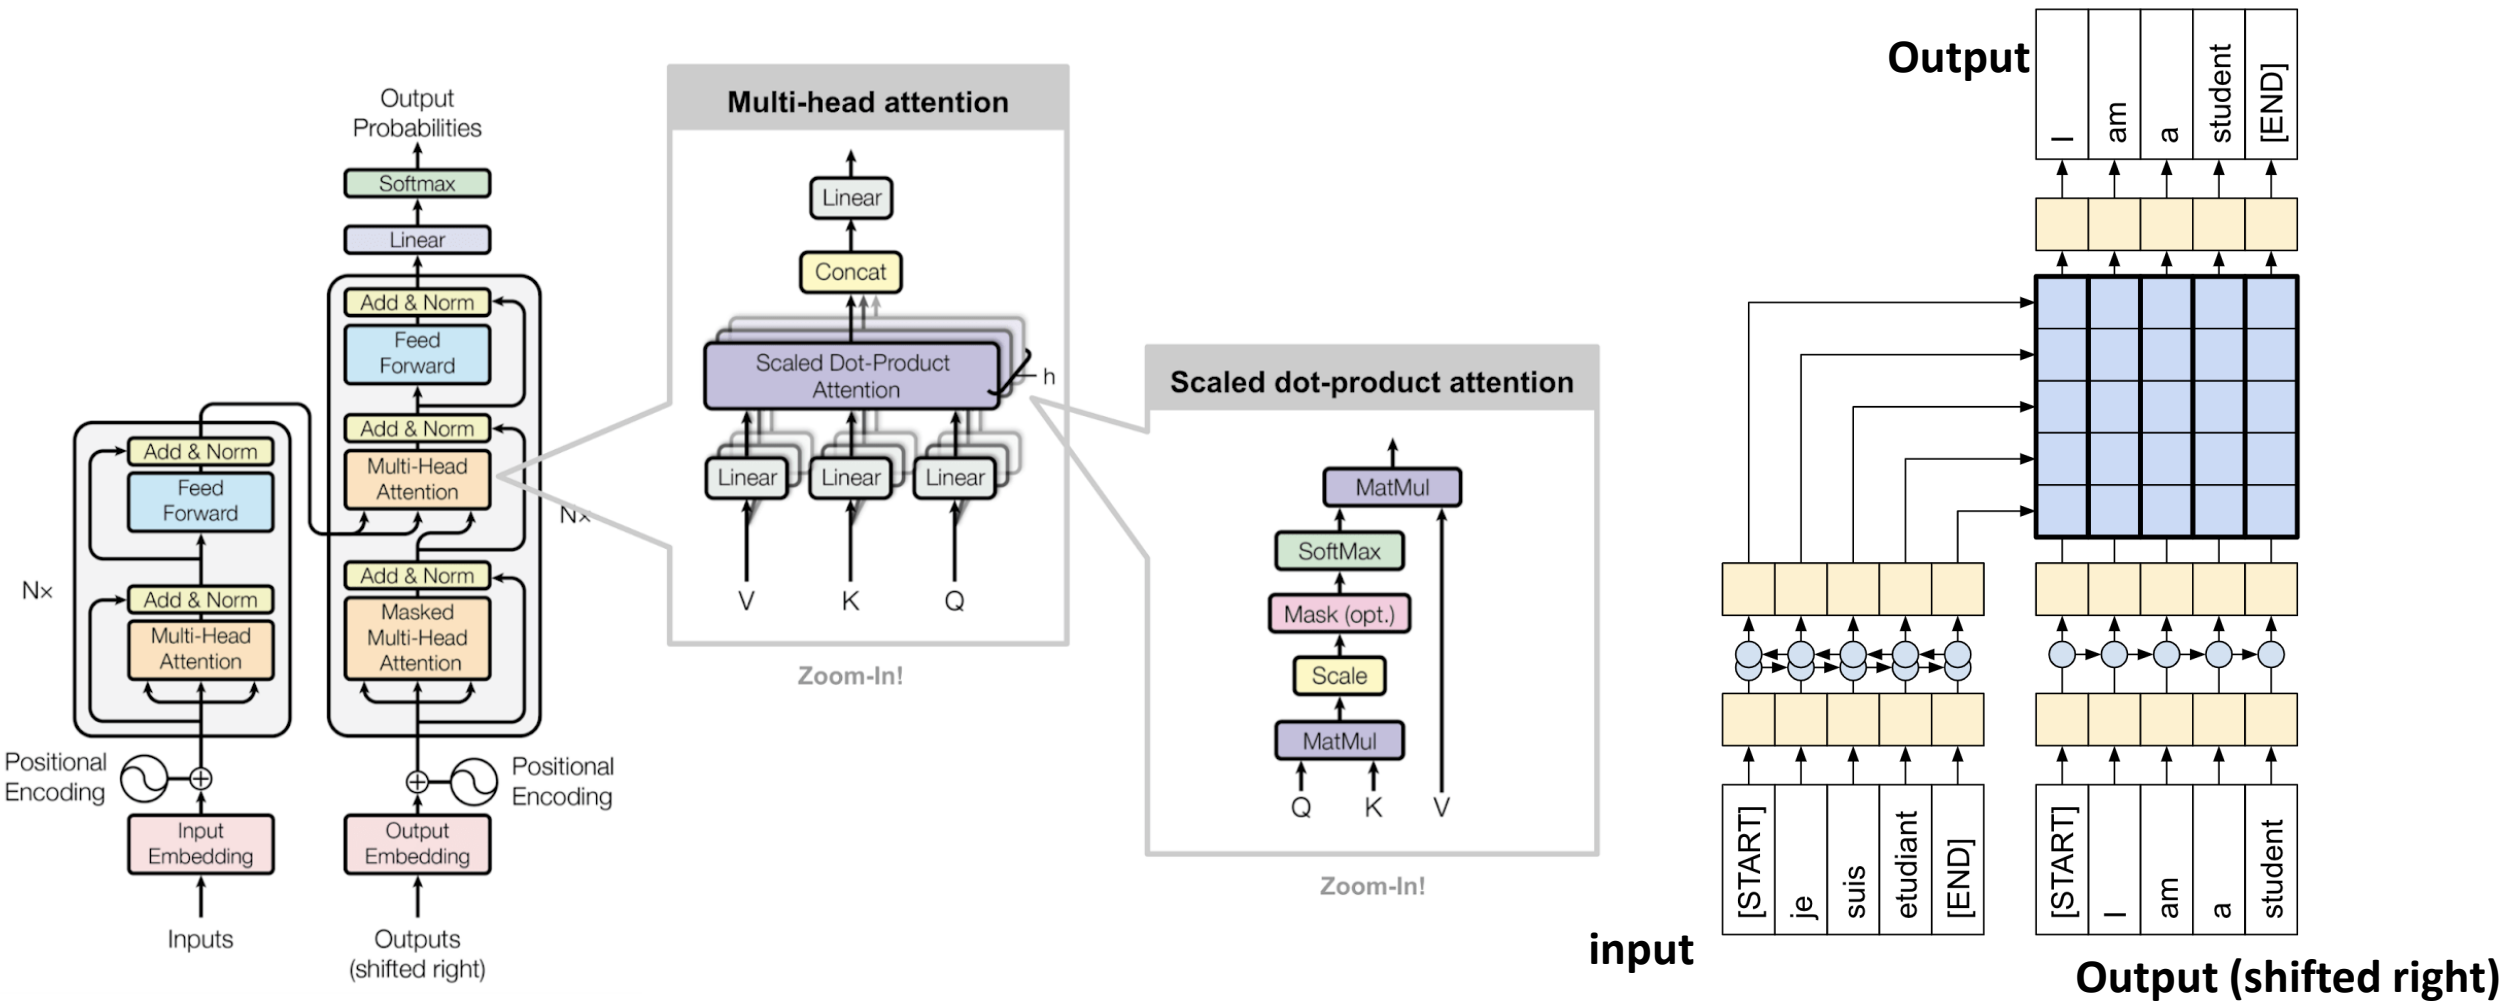 Output
Probabilities
Softmax
Linear
Add & Norm
Feed
Forward
Add & Norm
Multi-Head
Attention
Nx
Add & Norm
Masked
Multi-Head
Attention
Positional
Encoding
Output
Embedding
Outputs
(shifted right)
Add & Norm
Feed
Forward
Nx
Add & Norm
Multi-Head
Attention
Positional
Encoding
Input
Embedding
Inputs
Multi-head attention
Linear
Concat
Scaled Dot-Product
Attention
h
Linear
Linear
Linear
V
K
Q
Zoom-In!
Scaled dot-product attention
MatMul
SoftMax
Mask (opt.)
Scale
MatMul
Q
K
V
Zoom-In!
Output
I
am
a
student
[END]
[START]
je
suis
etudiant
[END]
input
[START]
I
am
a
student
Output (shifted right)